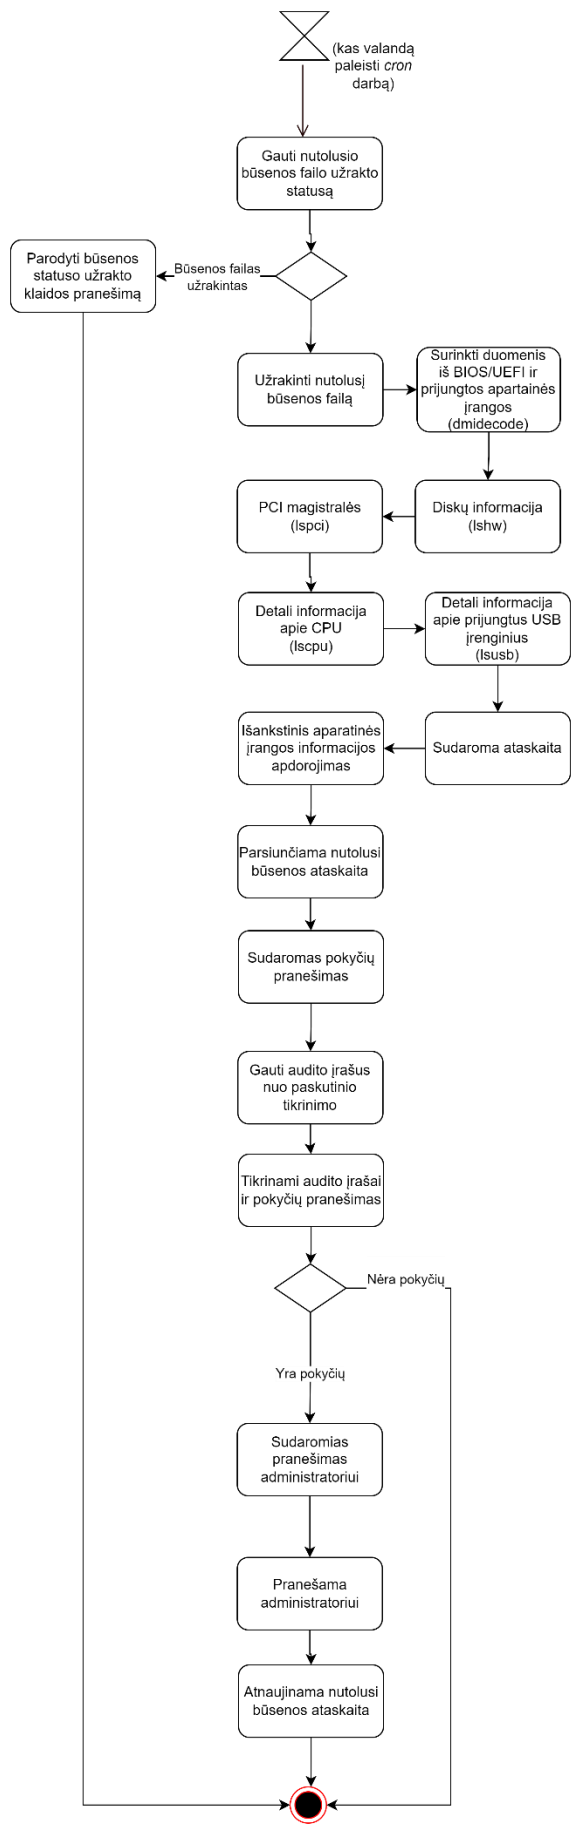 (kas valandą
paleisti cron
darbą)
Gauti nutolusio
būsenos failo užrakto
statusą
Parodyti būsenos
statuso užrakto
klaidos pranešimą
Būsenos failas
užrakintas
Užrakinti nutolusį
būsenos failą
Surinkti duomenis
iš BIOS/UEFI ir
prijungtos apartainės
įrangos
(dmidecode)
Diskų informacija
(lshw)
PCI magistralės
(lspci)
Detali informacija
apie CPU
(lscpu)
Detali informacija
apie prijungtus USB
įrenginius
(lsusb)
Sudaroma ataskaita
Išankstinis aparatinės
įrangos informacijos
apdorojimas
Parsiunčiama nutolusi
būsenos ataskaita
Sudaromas pokyčių
pranešimas
Gauti audito įrašus
nuo paskutinio
tikrinimo
Tikrinami audito įrašai
ir pokyčių pranešimas
Nėra pokyčių
Yra pokyčių
Sudaromias
pranešimas
administratoriui
Pranešama
administratoriui
Atnaujinama nutolusi
būsenos ataskaita